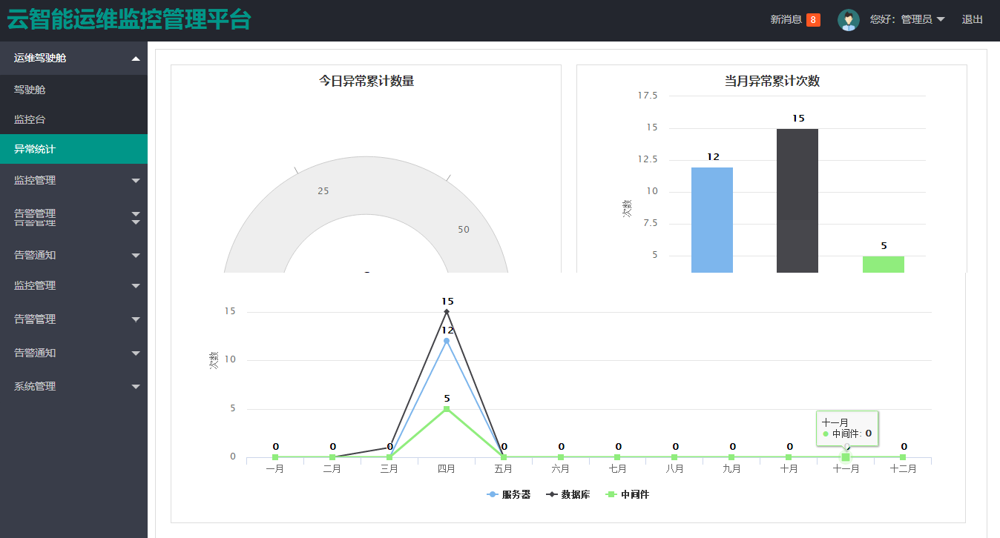 云智能运维监控管理平台
新消息 8 您好：管理员 退出
运维驾驶舱
驾驶舱
监控台
异常统计
监控管理
告警管理
告警管理
告警通知
监控管理
告警管理
告警通知
系统管理
今日异常累计数量
25
50
当月异常累计次数
17.5
15
12.5
10
7.5
5
次数
12
15
5
15
10
5
0
次数
15
12
5
0 0 0 0 0 0 0 0 0 0
十一月
中间件: 0
一月 二月 三月 四月 五月 六月 七月 八月 九月 十月 十一月 十二月
服务器 数据库 中间件